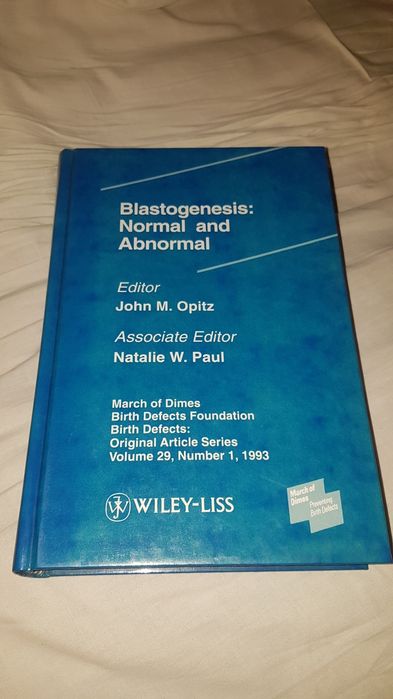 Blastogenesis:
Normal and
Abnormal
Editor
John M. Opitz
Associate Editor
Natalie W. Paul
March of Dimes
Birth Defects Foundation
Birth Defects:
Original Article Series
Volume 29, Number 1, 1993
WILEY-LISS
March of
Dimes
Preventing
Birth Defects